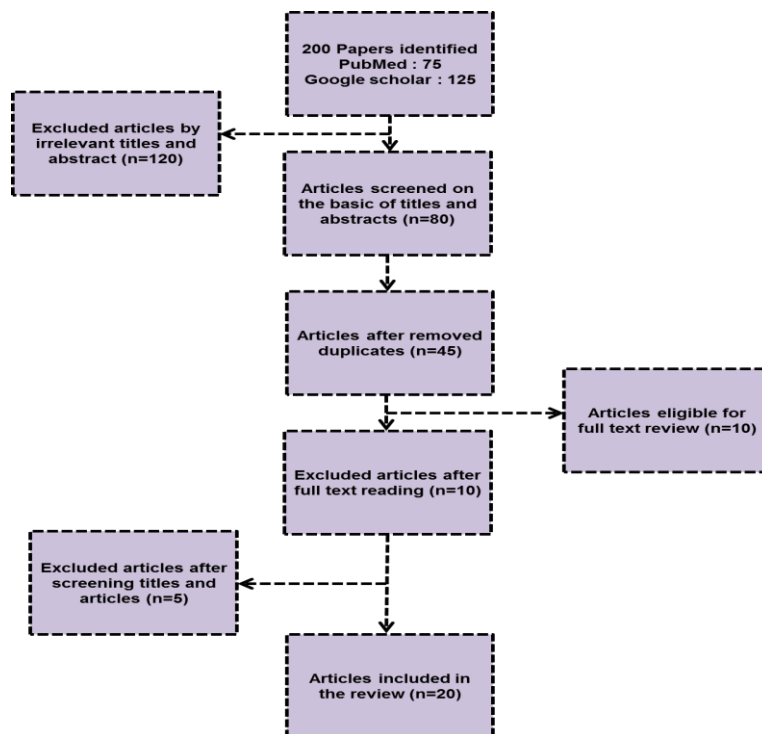 200 Papers identified
PubMed : 75
Google scholar : 125
Excluded articles by
irrelevant titles and
abstract (n=120)
Articles screened on
the basic of titles and
abstracts (n=80)
Articles after removed
duplicates (n=45)
Articles eligible for
full text review (n=10)
Excluded articles after
full text reading (n=10)
Excluded articles after
screening titles and
articles (n=5)
Articles included in
the review (n=20)